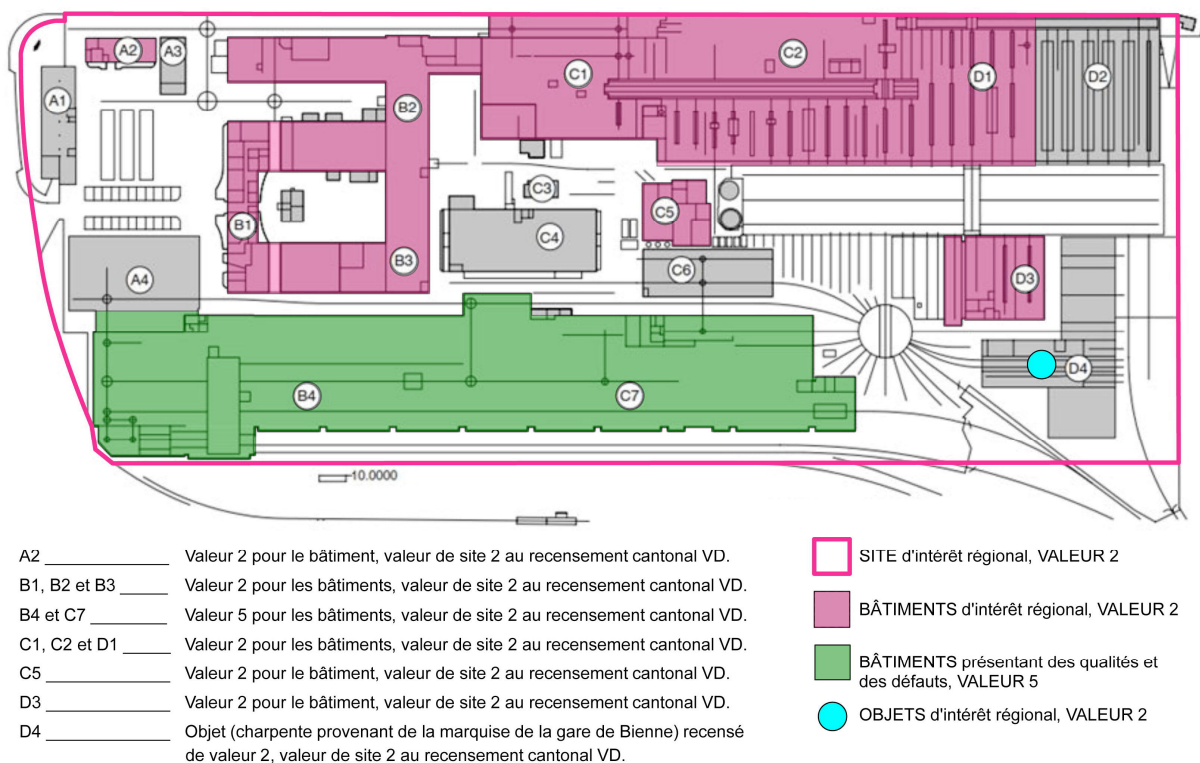 A2
A3
C2
C1
D1
D2
A1
B2
C3
C5
B1
C4
B3
C6
A4
D3
D4
B4
C7
10.0000
A2 Valeur 2 pour le bâtiment, valeur de site 2 au recensement cantonal VD.
B1, B2 et B3 Valeur 2 pour les bâtiments, valeur de site 2 au recensement cantonal VD.
B4 et C7 Valeur 5 pour les bâtiments, valeur de site 2 au recensement cantonal VD.
C1, C2 et D1 Valeur 2 pour les bâtiments, valeur de site 2 au recensement cantonal VD.
C5 Valeur 2 pour le bâtiment, valeur de site 2 au recensement cantonal VD.
D3 Valeur 2 pour le bâtiment, valeur de site 2 au recensement cantonal VD.
D4 Objet (charpente provenant de la marquise de la gare de Bienne) recensé
de valeur 2, valeur de site 2 au recensement cantonal VD.
SITE d'intérêt régional, VALEUR 2
BÂTIMENTS d'intérêt régional, VALEUR 2
BÂTIMENTS présentant des qualités et
des défauts, VALEUR 5
OBJETS d'intérêt régional, VALEUR 2